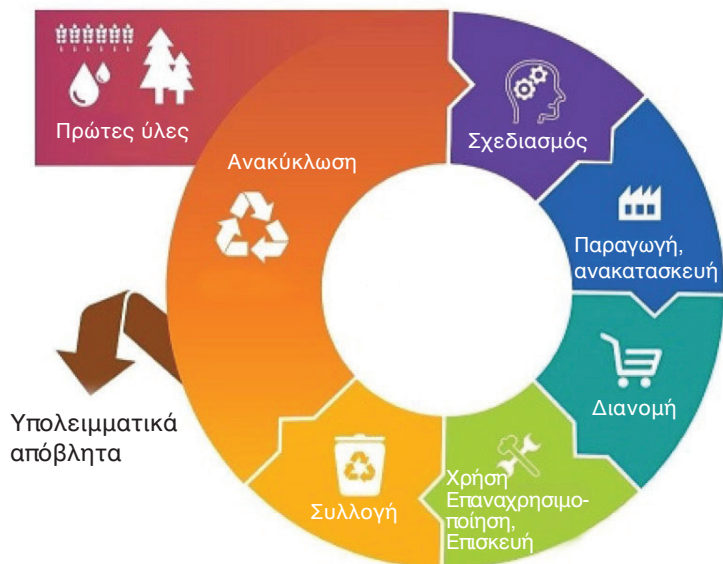 Πρώτες ύλες
Σχεδιασμός
Ανακύκλωση
Παραγωγή,
ανακατασκευή
Διανομή
Χρήση
Επαναχρησιμο-
ποίηση,
Επισκευή
Συλλογή
Υπολειμματικά
απόβλητα